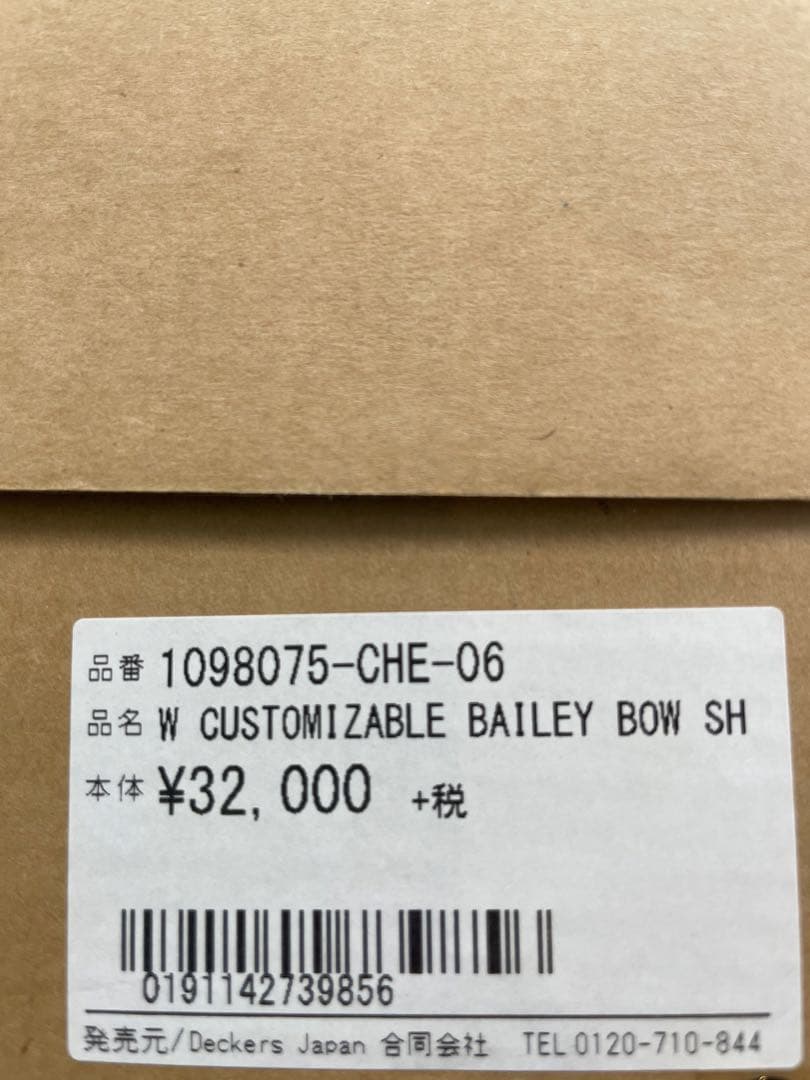 品番 1098075-CHE-06
品名 W CUSTOMIZABLE BAILEY BOW SH
本体 ¥32,000 +税
0191142739856
発売元/Deckers Japan 合同会社 TEL 0120-710-844